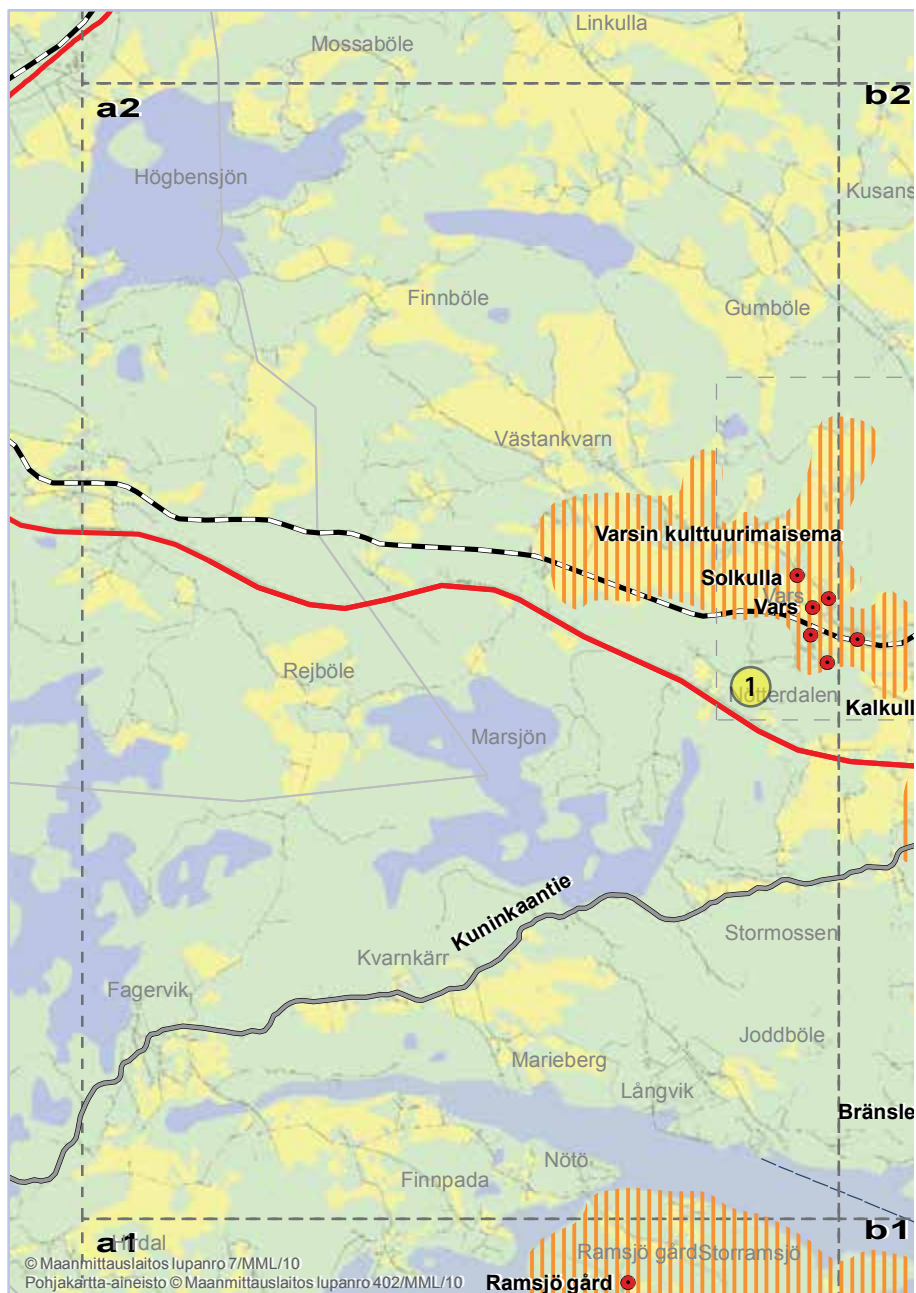 Linkulla
Mossaböle
a2
b2
Högbensjön
Kusans
Finnböle
Gumböle
Västankvarn
Varsin kulttuurimaisema
Solkulla
Vars
Vars
Rejböle
1
Nötterdalen
Kalkull
Marsjön
Kuninkaantie
Stormossen
Kvarnkärr
Fagervik
Joddböle
Marieberg
Långvik
Bränsle
Nötö
Finnpada
a1
b1
Ramsjö gård
Storramsjö
© Maanmittauslaitos lupanro 7/MML/10
Pohjakartta-aineisto © Maanmittauslaitos lupanro 402/MML/10
Ramsjö gård